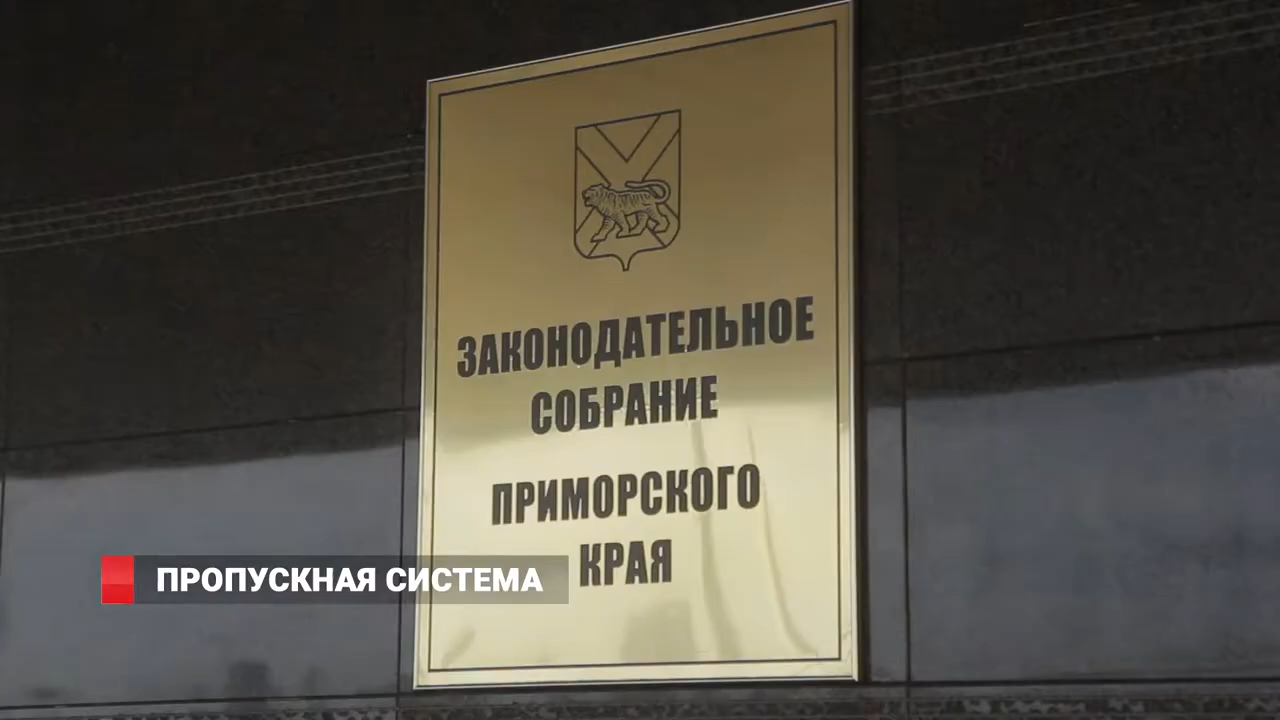 ЗАКОНОДАТЕЛЬНОЕ
СОБРАНИЕ
ПРИМОРСКОГО
КРАЯ
ПРОПУСКНАЯ СИСТЕМА